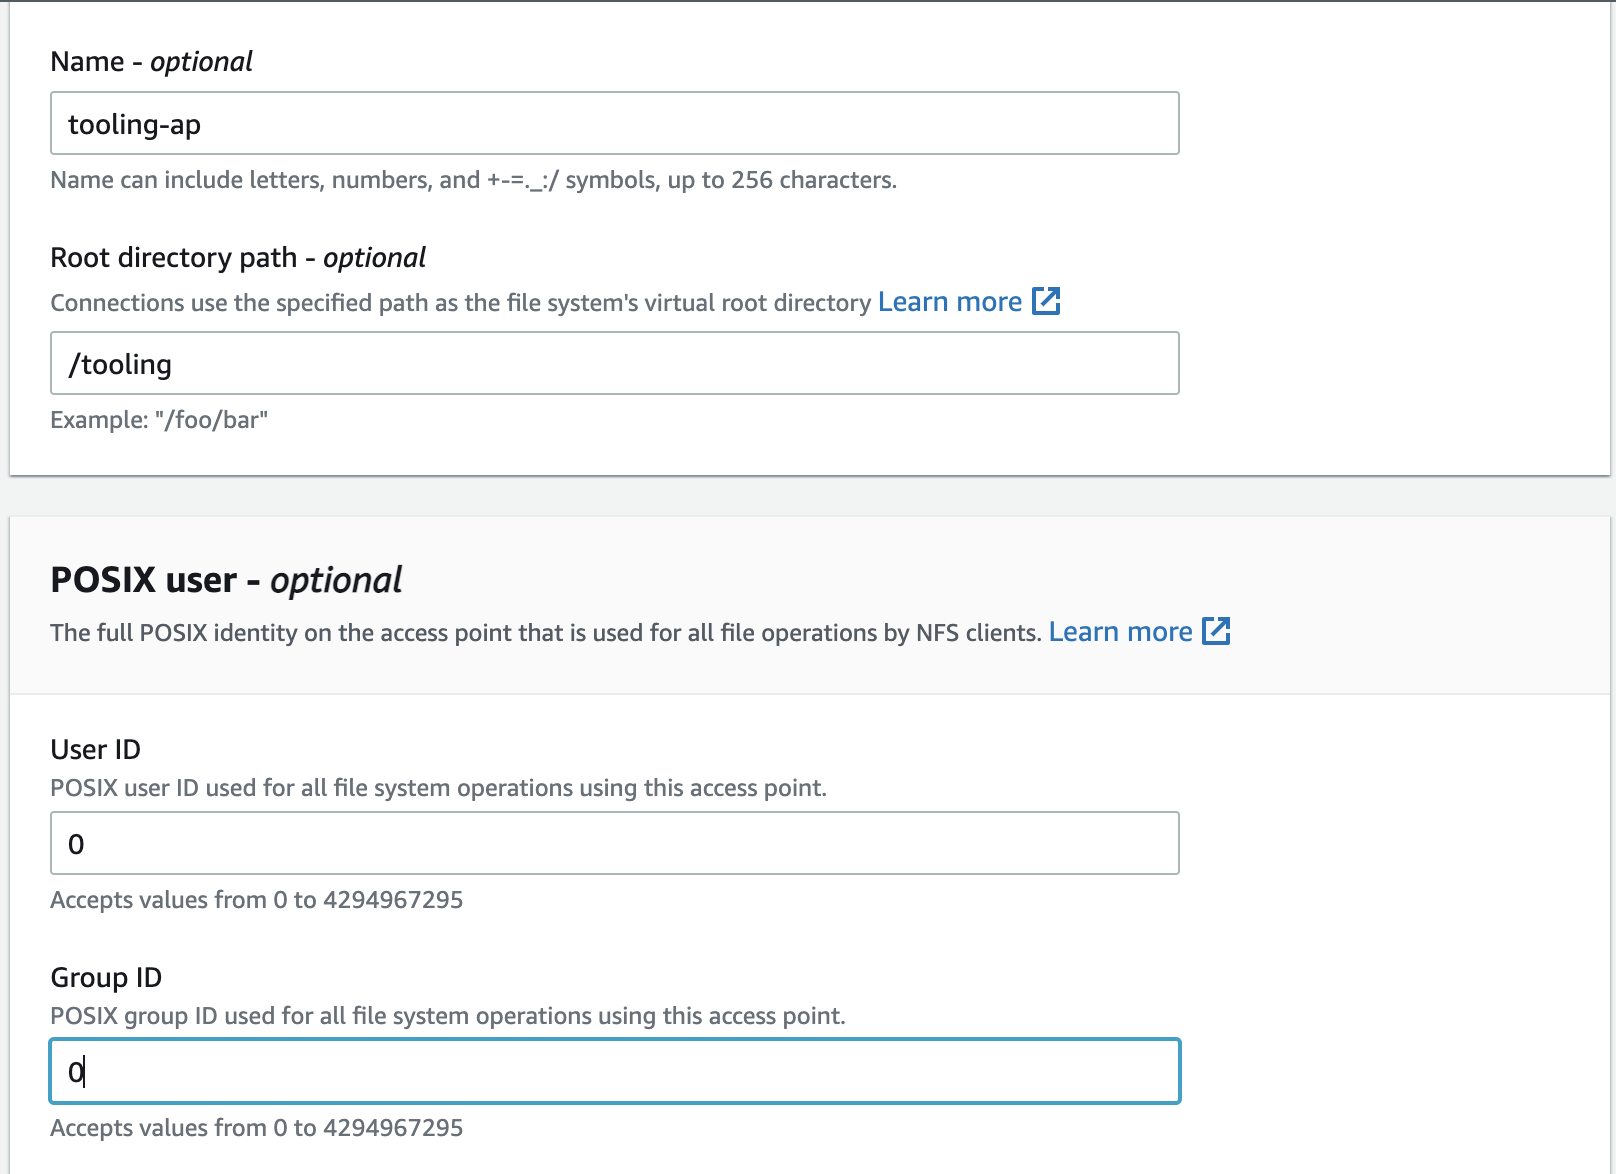 Name - optional
tooling-ap
Name can include letters, numbers, and +-=._:/ symbols, up to 256 characters.
Root directory path - optional
Connections use the specified path as the file system's virtual root directory Learn more
/tooling
Example: "/foo/bar"
POSIX user - optional
The full POSIX identity on the access point that is used for all file operations by NFS clients. Learn more
User ID
POSIX user ID used for all file system operations using this access point.
0
Accepts values from 0 to 4294967295
Group ID
POSIX group ID used for all file system operations using this access point.
0
Accepts values from 0 to 4294967295